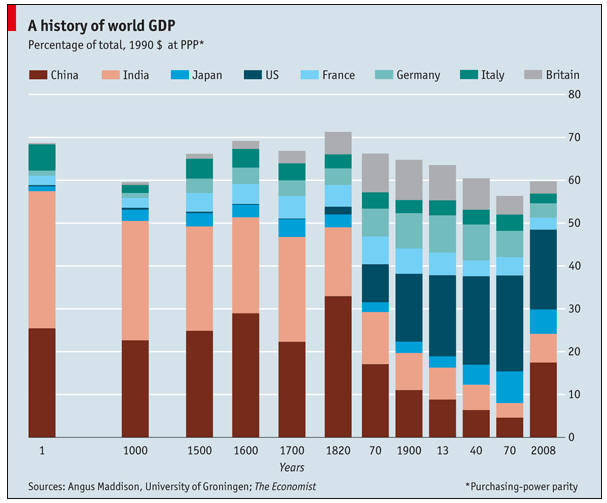 A history of world GDP
Percentage of total, 1990 $ at PPP*
China India Japan US France Germany Italy Britain
80
70
60
50
40
30
20
10
0
1 1000 1500 1600 1700 1820 70 1900 13 40 70 2008
Years
Sources: Angus Maddison, University of Groningen; The Economist *Purchasing-power parity